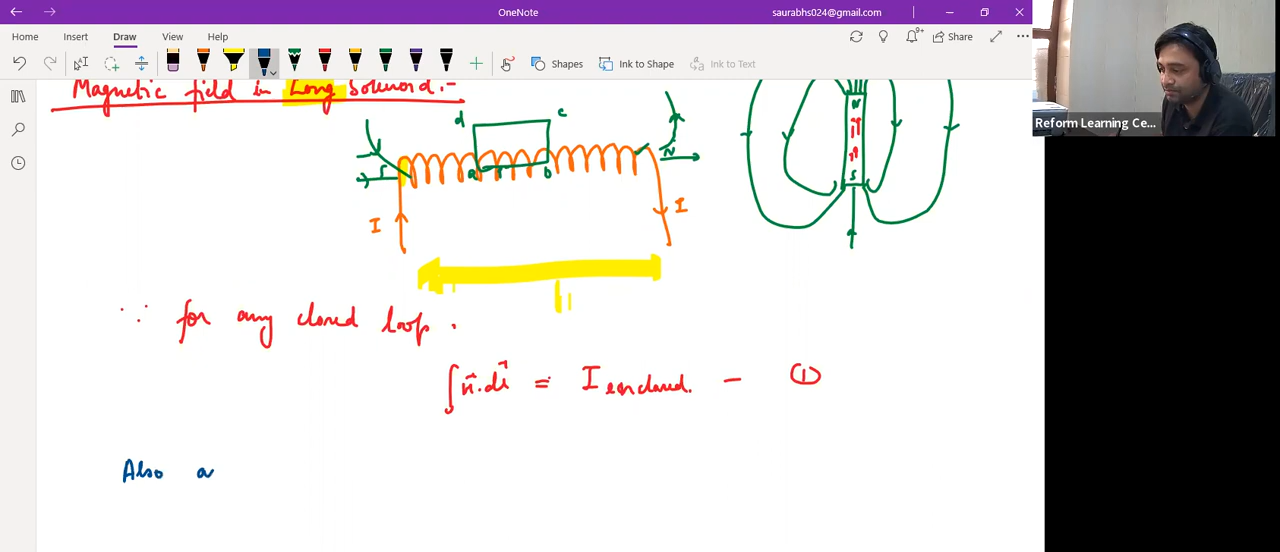 OneNote
saurabhs024@gmail.com
Home Insert Draw View Help
Share
Shapes Ink to Shape Ink to Text
Magnetic field in Long Solenoid :-
d c
a b
S N
I I
N
S
Reform Learning Ce...
∵ for any closed loop .
∫ H⃗ . dl⃗ = I enclosed. — ①
Also a